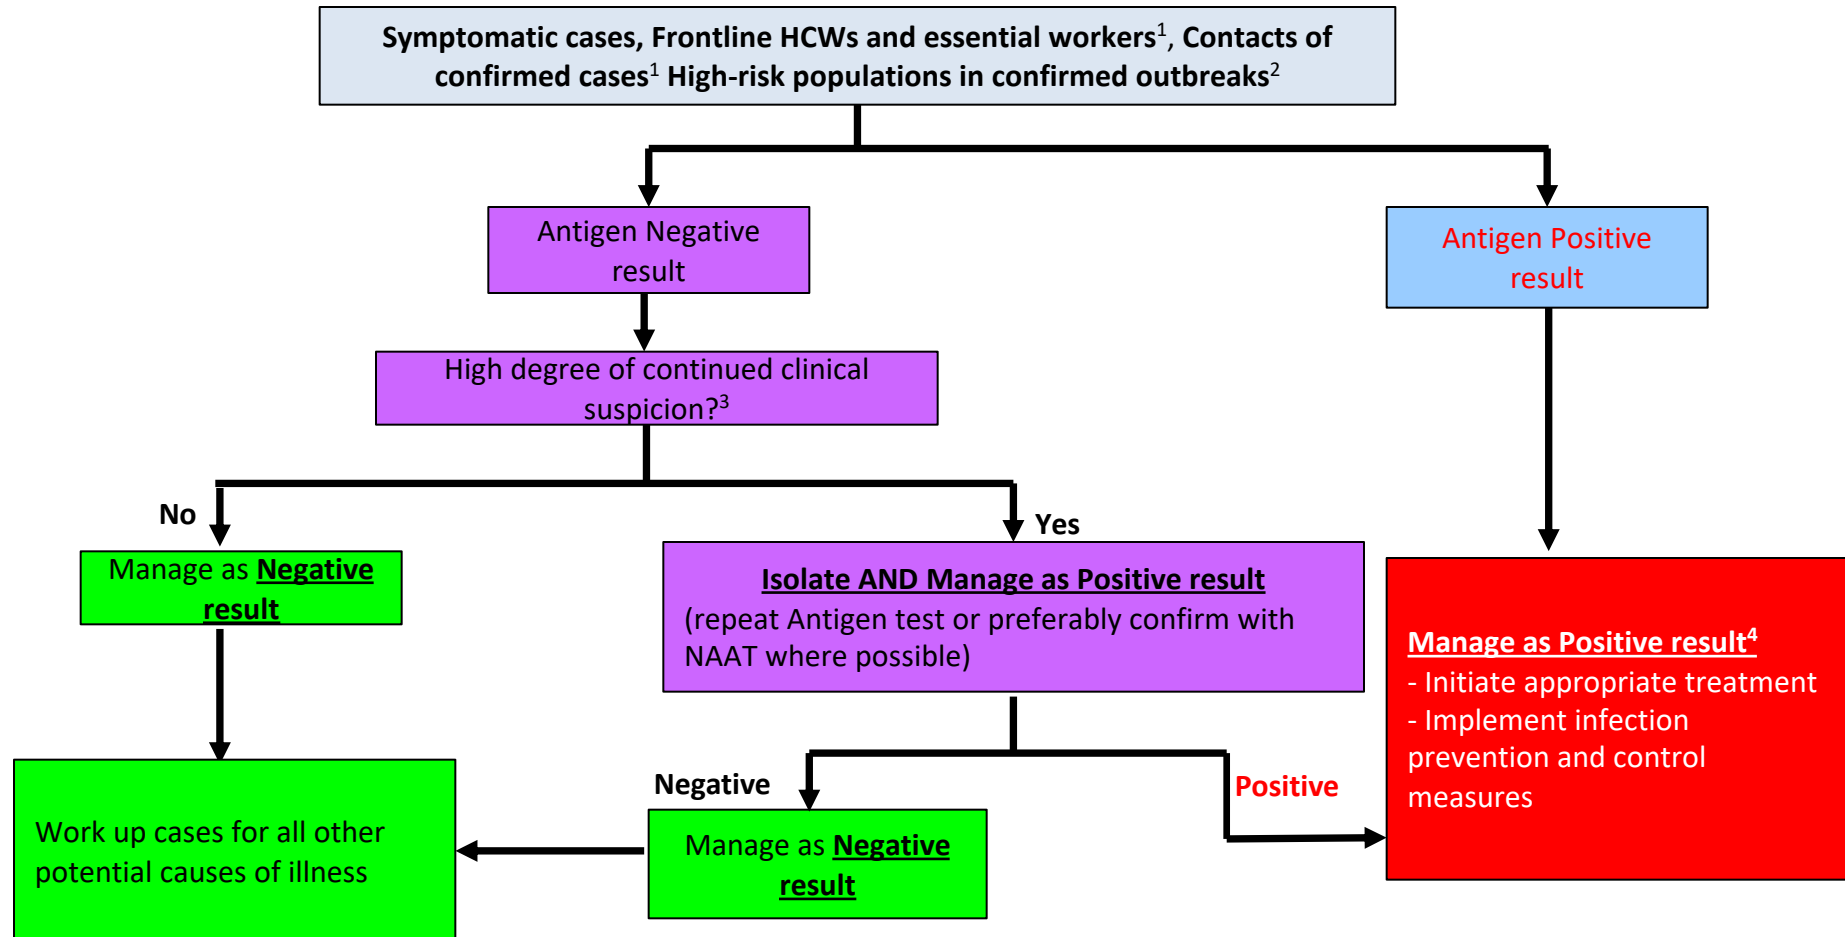 Symptomatic cases, Frontline HCWs and essential workers¹, Contacts of
confirmed cases¹ High-risk populations in confirmed outbreaks²
Antigen Negative
result
Antigen Positive
result
High degree of continued clinical
suspicion?³
No
Yes
Manage as Negative
result
Isolate AND Manage as Positive result
(repeat Antigen test or preferably confirm with
NAAT where possible)
Manage as Positive result⁴
- Initiate appropriate treatment
- Implement infection
prevention and control
measures
Negative
Positive
Work up cases for all other
potential causes of illness
Manage as Negative
result